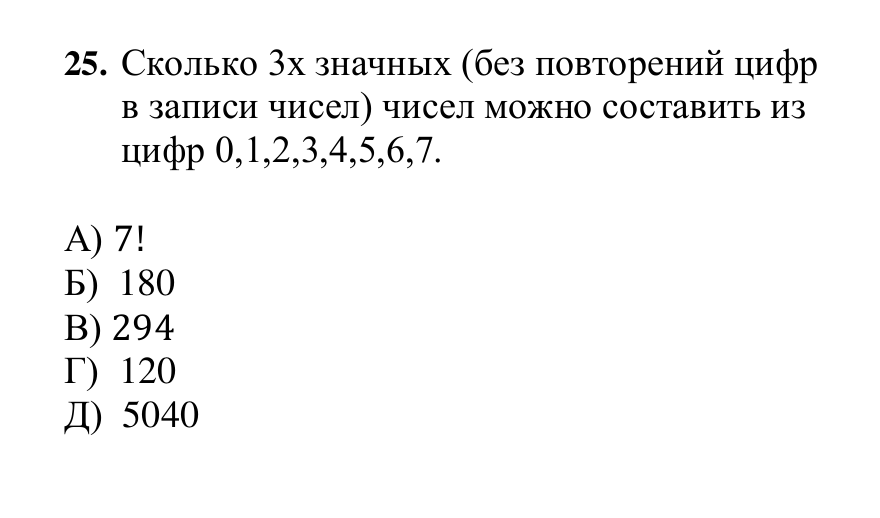 25. Сколько 3х значных (без повторений цифр
в записи чисел) чисел можно составить из
цифр 0,1,2,3,4,5,6,7.
А) 7!
Б) 180
В) 294
Г) 120
Д) 5040